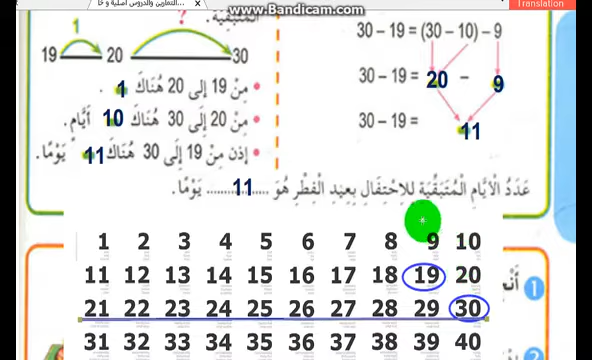 www.Bandicam.com
Translation
المتبقية.
؟
1
19 20 30
مِنْ 19 إِلَى 20 هُنَاكَ 1 .
مِنْ 20 إِلَى 30 هُنَاكَ 10 أَيَّامٍ.
إِذَن مِنْ 19 إِلَى 30 هُنَاكَ 11 يَوْمًا.
30 – 19 = (30 – 10) – 9
30 – 19 = 20 – 9
30 – 19 = 11
عَدَدُ الْأَيَّامِ الْمُتَبَقِّيَةِ لِلِاحْتِفَالِ بِعِيدِ الْفِطْرِ هُوَ ....11.... يَوْمًا.
1 2 3 4 5 6 7 8 9 10
11 12 13 14 15 16 17 18 19 20
21 22 23 24 25 26 27 28 29 30
31 32 33 34 35 36 37 38 39 40
1
2